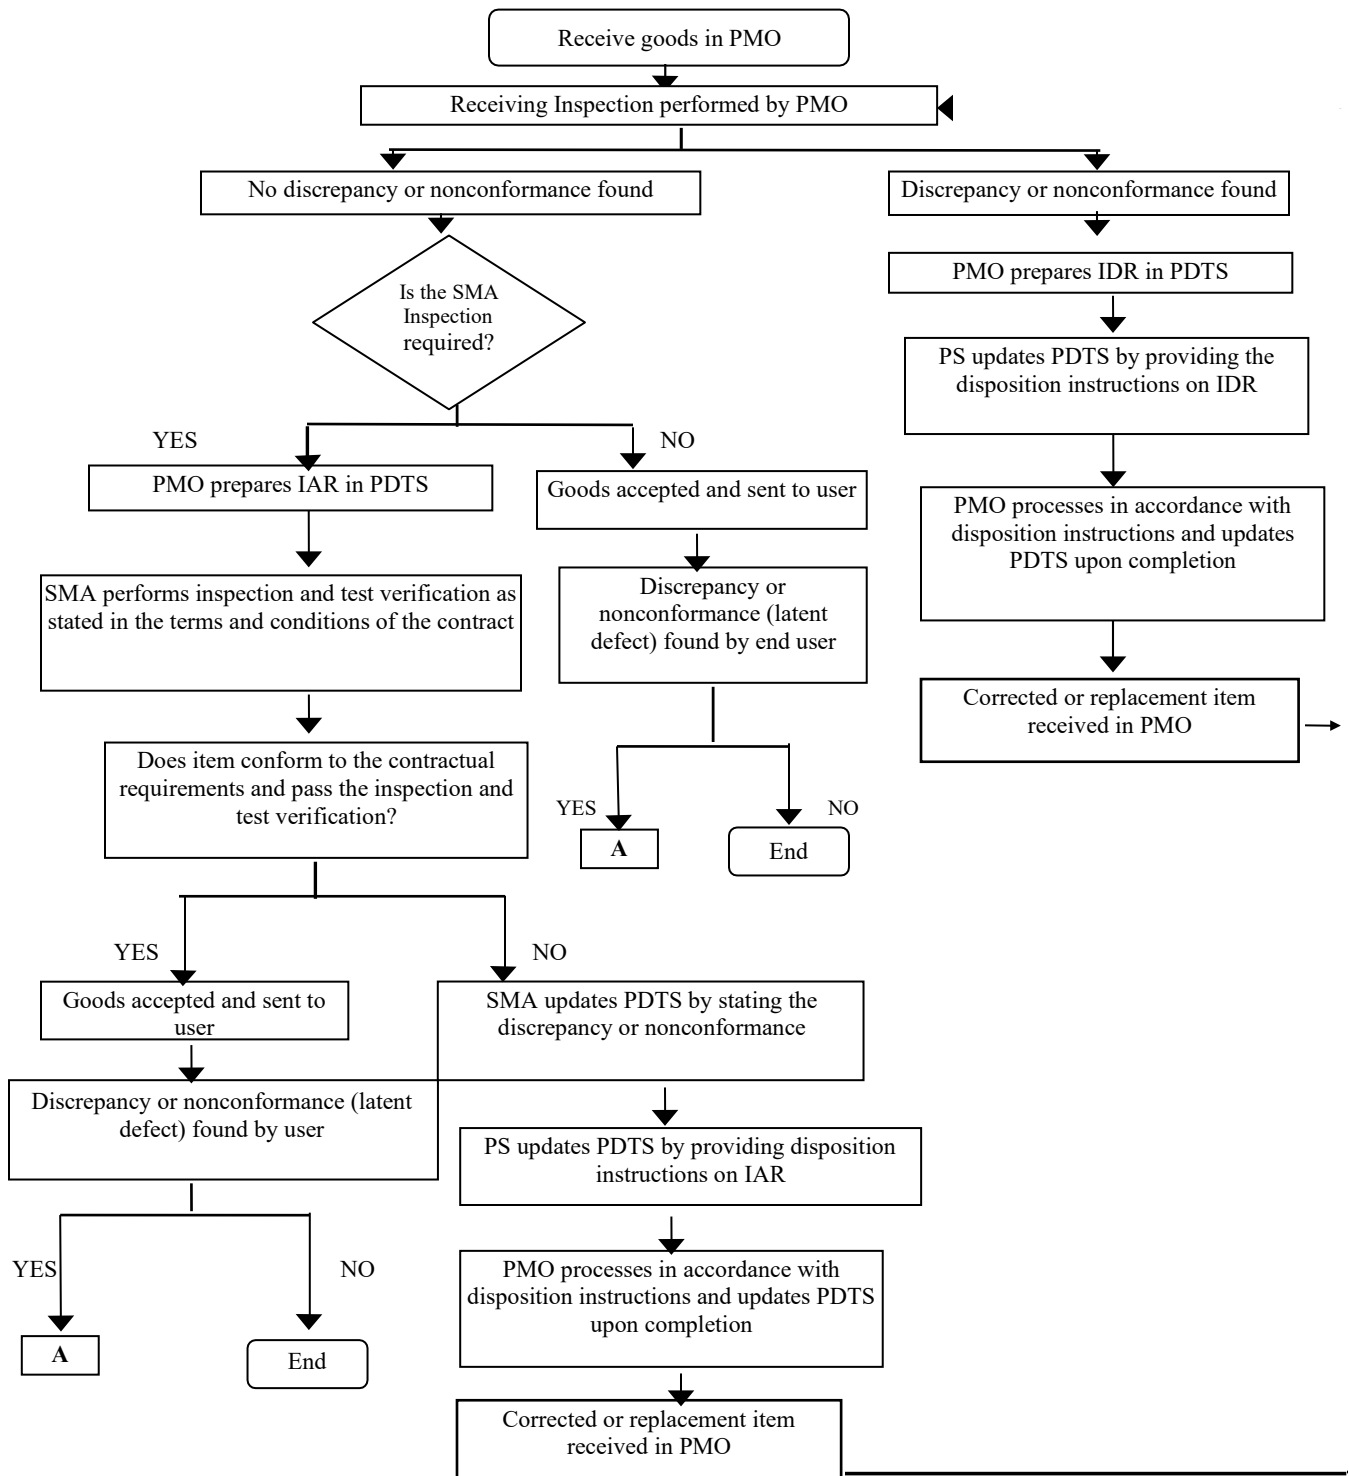 Receive goods in PMO
Receiving Inspection performed by PMO
No discrepancy or nonconformance found
Discrepancy or nonconformance found
Is the SMA
Inspection
required?
PMO prepares IDR in PDTS
PS updates PDTS by providing the
disposition instructions on IDR
YES
NO
PMO prepares IAR in PDTS
Goods accepted and sent to user
PMO processes in accordance with
disposition instructions and updates
PDTS upon completion
SMA performs inspection and test verification as
stated in the terms and conditions of the contract
Discrepancy or
nonconformance (latent
defect) found by end user
Corrected or replacement item
received in PMO
Does item conform to the contractual
requirements and pass the inspection and
test verification?
YES
NO
A
End
YES
NO
Goods accepted and sent to
user
SMA updates PDTS by stating the
discrepancy or nonconformance
Discrepancy or nonconformance (latent
defect) found by user
PS updates PDTS by providing disposition
instructions on IAR
YES
NO
PMO processes in accordance with
disposition instructions and updates PDTS
upon completion
A
End
Corrected or replacement item
received in PMO